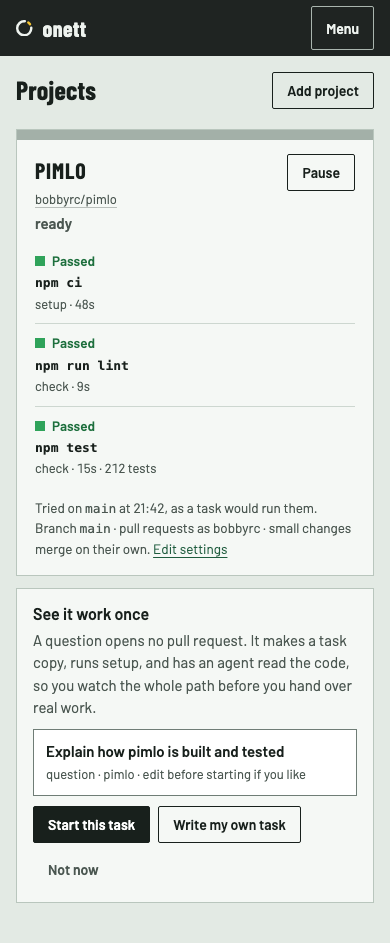 onett
Menu
Projects
Add project
PIMLO
Pause
bobbyrc/pimlo
ready
Passed
npm ci
setup · 48s
Passed
npm run lint
check · 9s
Passed
npm test
check · 15s · 212 tests
Tried on main at 21:42, as a task would run them.
Branch main · pull requests as bobbyrc · small changes
merge on their own. Edit settings
See it work once
A question opens no pull request. It makes a task
copy, runs setup, and has an agent read the code,
so you watch the whole path before you hand over
real work.
Explain how pimlo is built and tested
question · pimlo · edit before starting if you like
Start this task
Write my own task
Not now